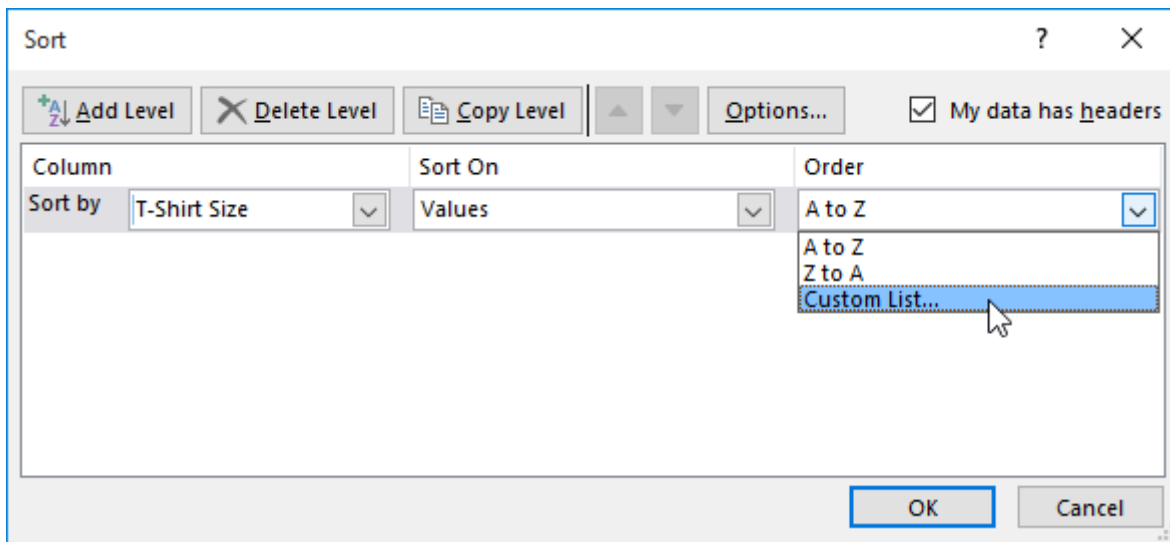 Sort ?
Add Level Delete Level Copy Level Options... My data has headers
Column Sort On Order
Sort by T-Shirt Size Values A to Z
A to Z
Z to A
Custom List...
OK Cancel